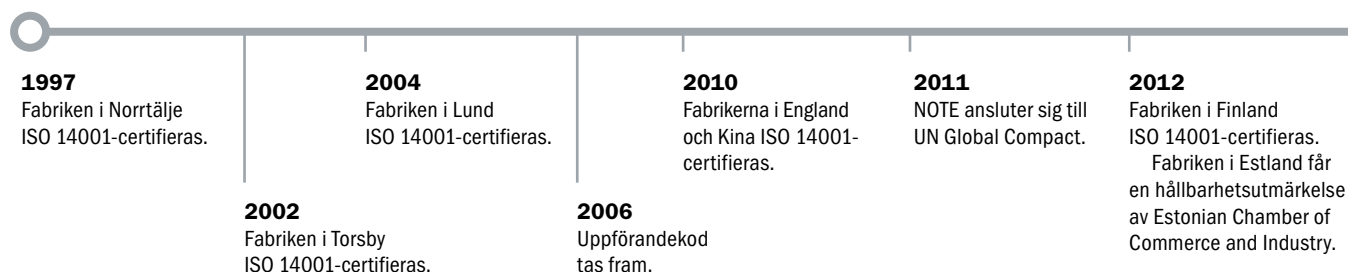 1997
Fabriken i Norrtälje
ISO 14001-certifieras.
2002
Fabriken i Torsby
ISO 14001-certifieras.
2004
Fabriken i Lund
ISO 14001-certifieras.
2006
Uppförandekod
tas fram.
2010
Fabrikerna i England
och Kina ISO 14001-
certifieras.
2011
NOTE ansluter sig till
UN Global Compact.
2012
Fabriken i Finland
ISO 14001-certifieras.
Fabriken i Estland får
en hållbarhetsutmärkelse
av Estonian Chamber of
Commerce and Industry.